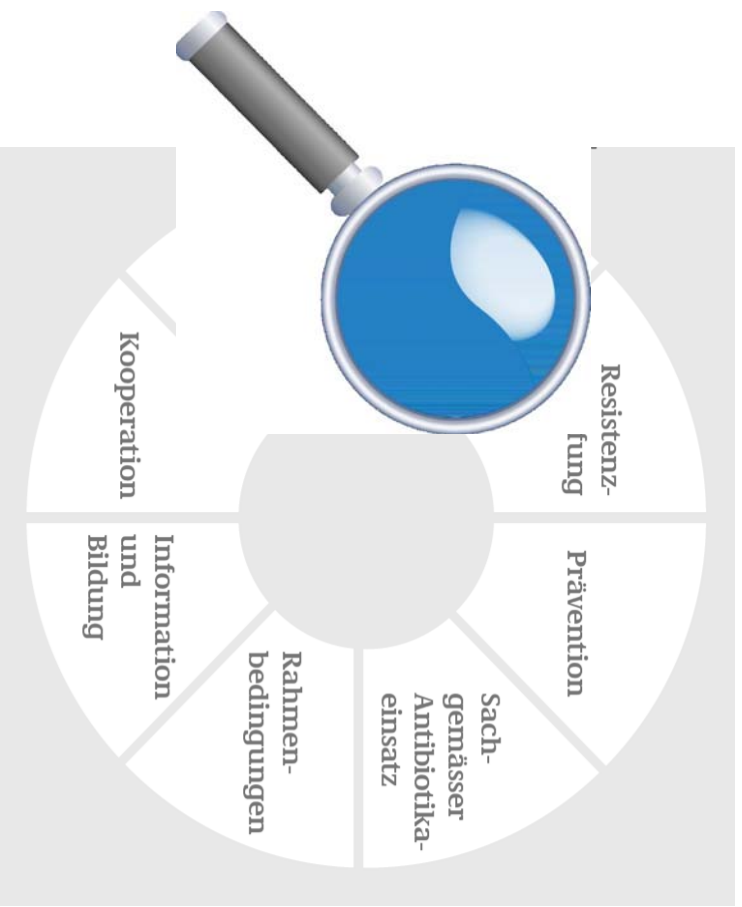 Resistenz-
fung
Prävention
Sach-
gemässer
Antibiotika-
einsatz
Rahmen-
bedingungen
Information
und
Bildung
Kooperation